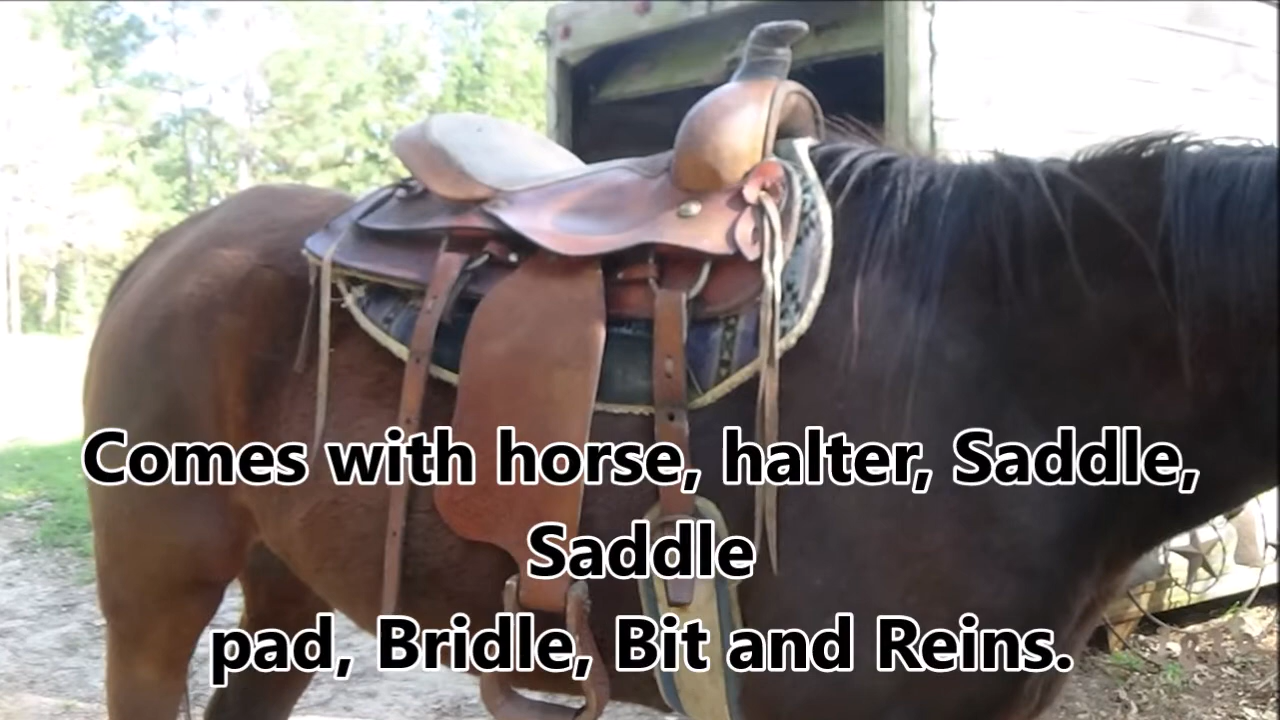 Comes with horse, halter, Saddle,
Saddle
pad, Bridle, Bit and Reins.